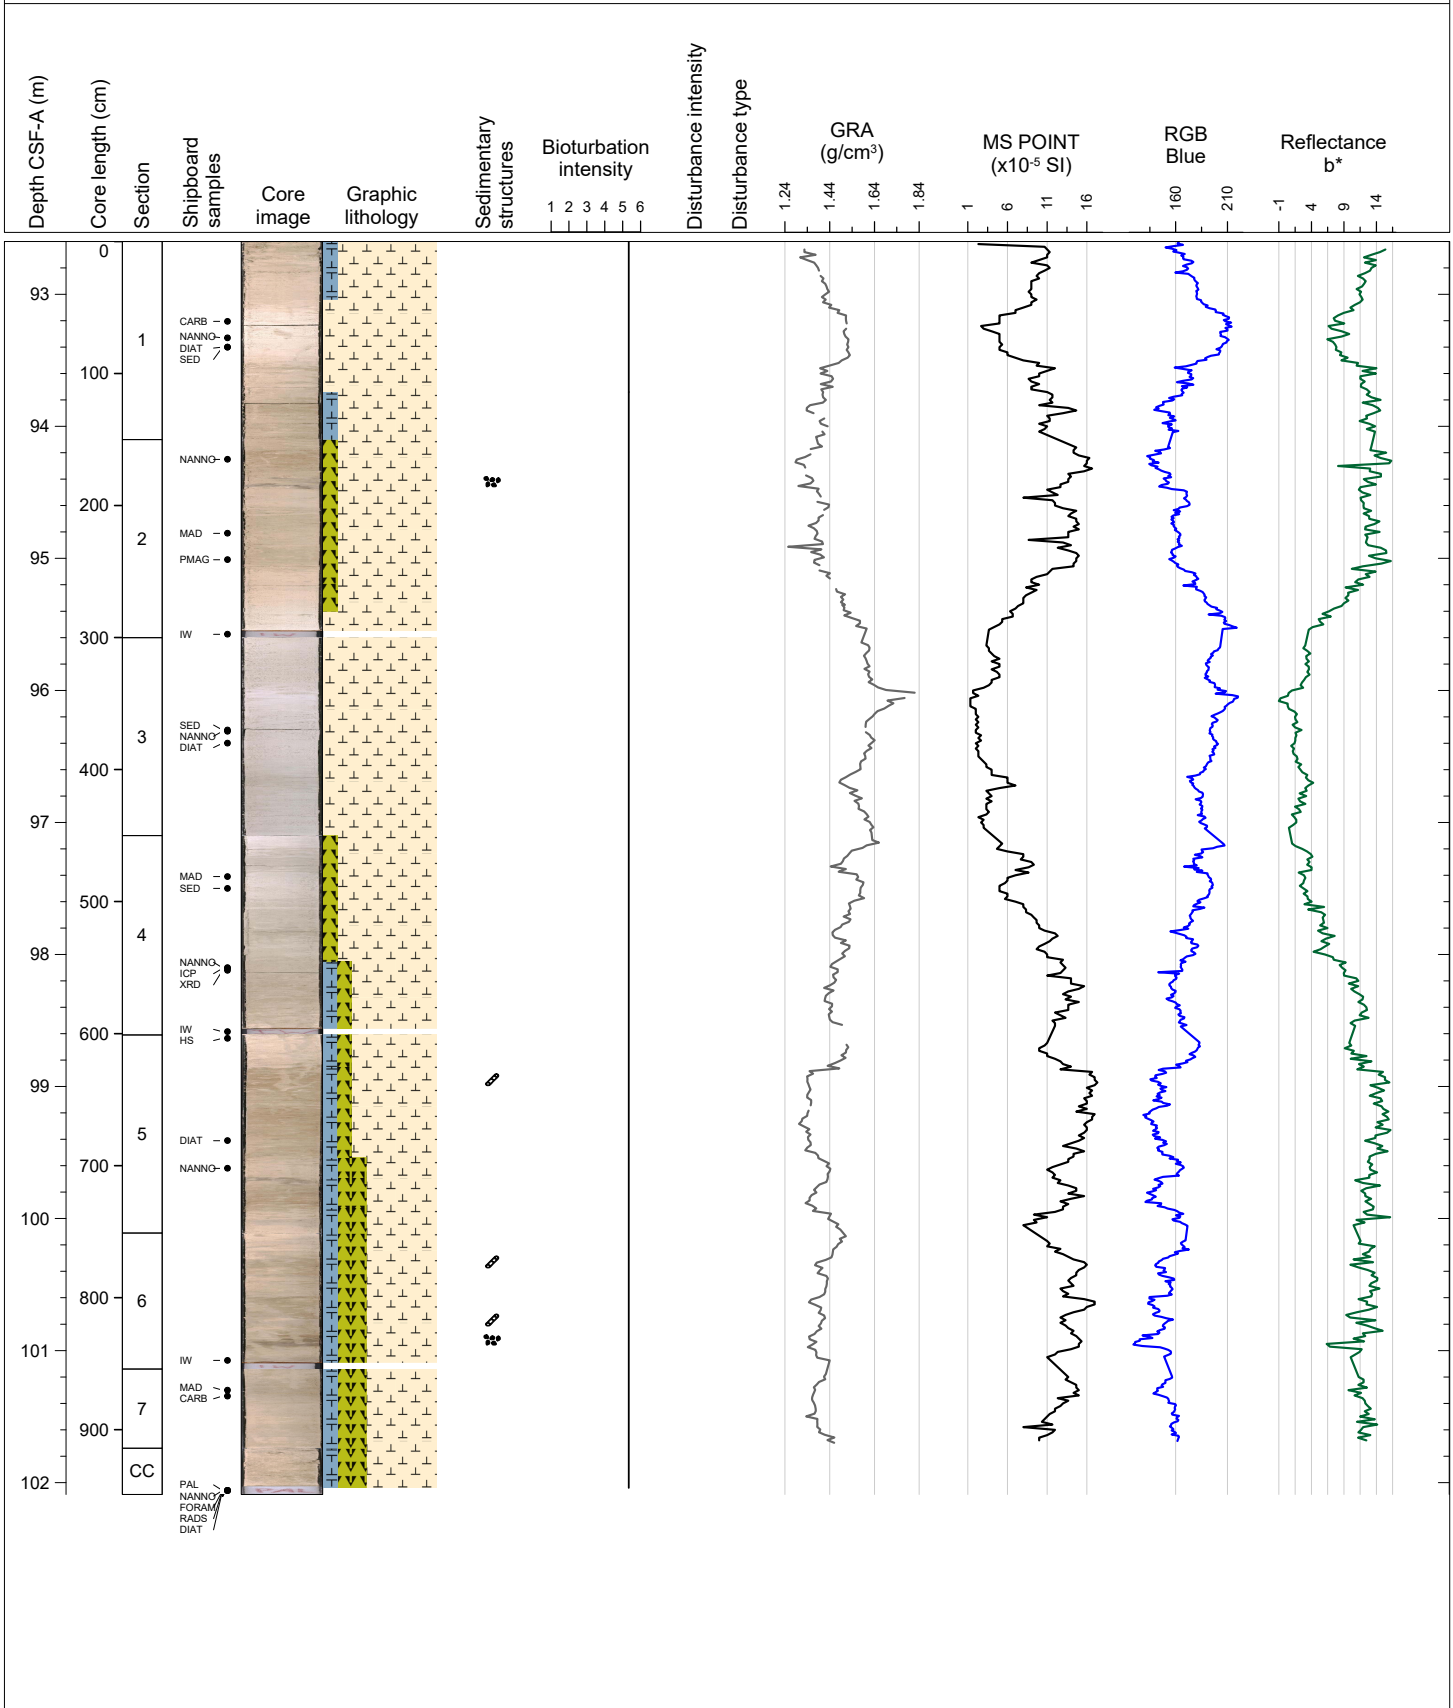 Depth CSF-A (m)
Core length (cm)
Section
Shipboard
samples
Core
image
Graphic
lithology
Sedimentary
structures
Bioturbation
intensity
1 2 3 4 5 6
Disturbance intensity
Disturbance type
GRA
(g/cm³)
1.24 1.44 1.64 1.84
MS POINT
(x10⁻⁵ SI)
1 6 11 16
RGB
Blue
160 210
Reflectance
b*
-1 4 9 14
0
93
CARB
NANNO
1
DIAT
SED
100
94
NANNO
200
MAD
2
95
PMAG
IW
300
96
SED
NANNO
3
DIAT
400
97
MAD
SED
500
4
98
NANNO
ICP
XRD
IW
600
HS
99
5
DIAT
700
NANNO
100
800
6
101
IW
MAD
CARB
7
900
CC
102
PAL
NANNO
FORAM
RADS
DIAT